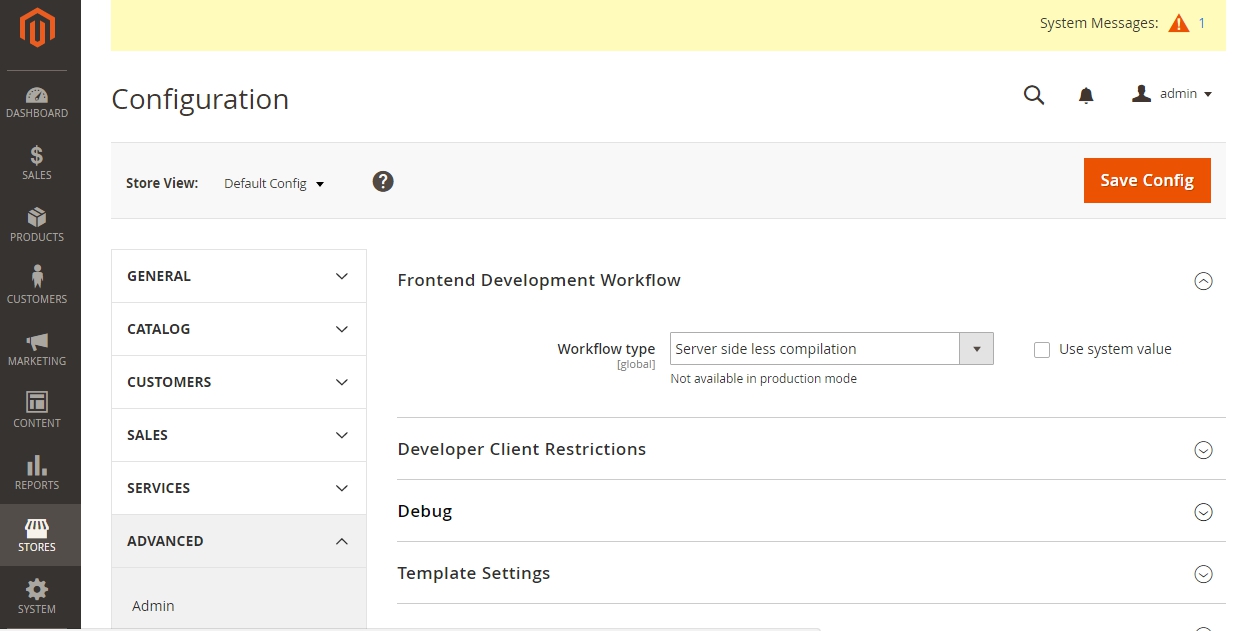 System Messages: 1
Configuration
admin
Store View: Default Config ?
Save Config
DASHBOARD
$
SALES
PRODUCTS
CUSTOMERS
MARKETING
CONTENT
REPORTS
STORES
SYSTEM
GENERAL
CATALOG
CUSTOMERS
SALES
SERVICES
ADVANCED
Admin
Frontend Development Workflow
Workflow type
[global]
Server side less compilation
Use system value
Not available in production mode
Developer Client Restrictions
Debug
Template Settings